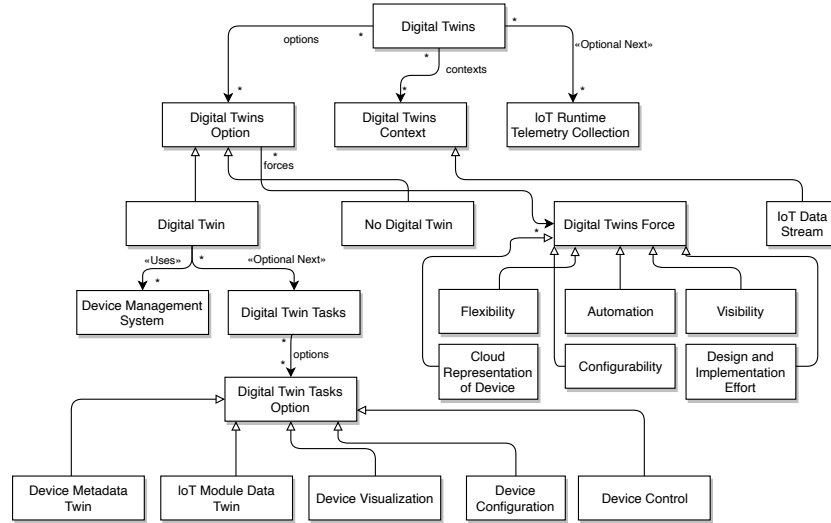 Digital Twins
*
*
*
options
contexts
«Optional Next»
*
*
*
Digital Twins
Option
Digital Twins
Context
IoT Runtime
Telemetry Collection
*
forces
Digital Twin
No Digital Twin
Digital Twins Force
IoT Data
Stream
*
«Uses»
*
«Optional Next»
*
*
Device Management
System
Digital Twin Tasks
Flexibility
Automation
Visibility
*
options
*
Cloud
Representation
of Device
Configurability
Design and
Implementation
Effort
Digital Twin Tasks
Option
Device Metadata
Twin
IoT Module Data
Twin
Device Visualization
Device
Configuration
Device Control